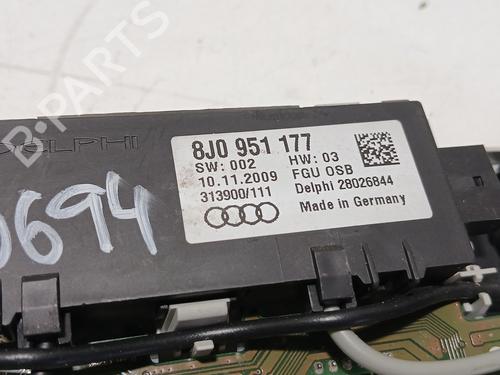 DELPHI
8J0 951 177
SW: 002 HW: 03
10.11.2009 FGU OSB
313900/111 Delphi 28026844
Made in Germany
0694
B-PARTS